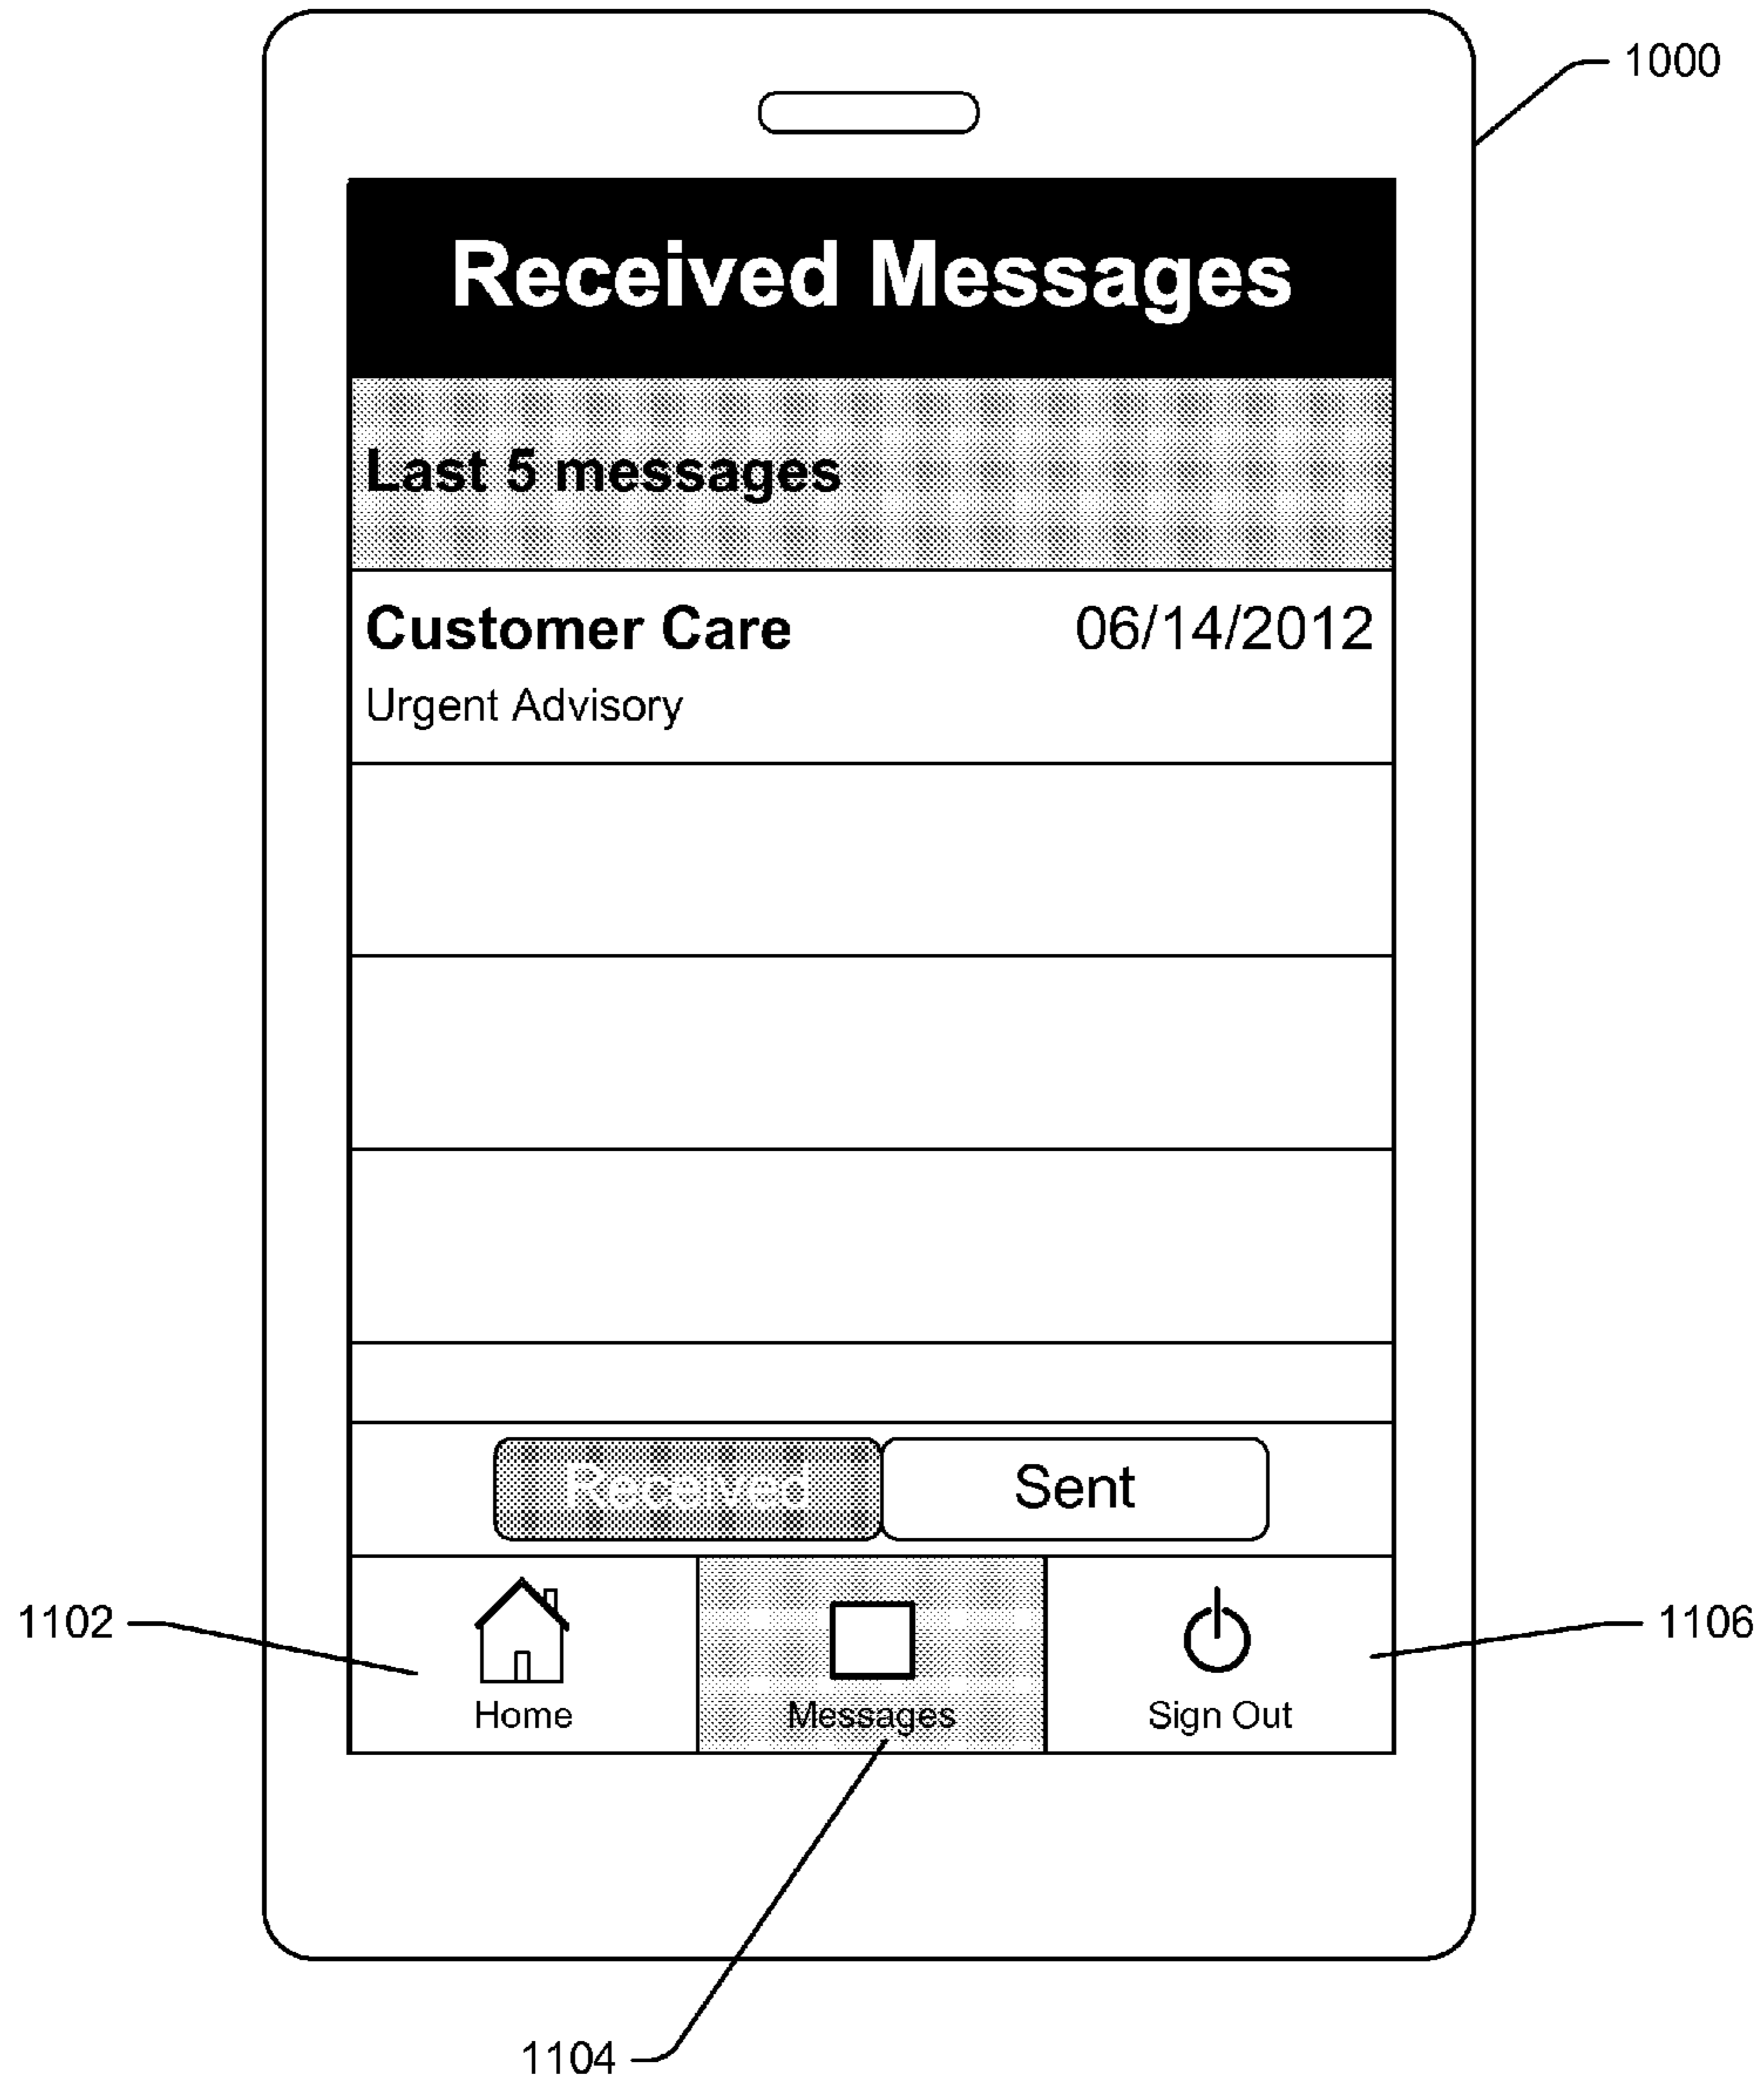 1000
Received Messages
Last 5 messages
Customer Care 06/14/2012
Urgent Advisory
Received Sent
1102 1106
Home Messages Sign Out
1104